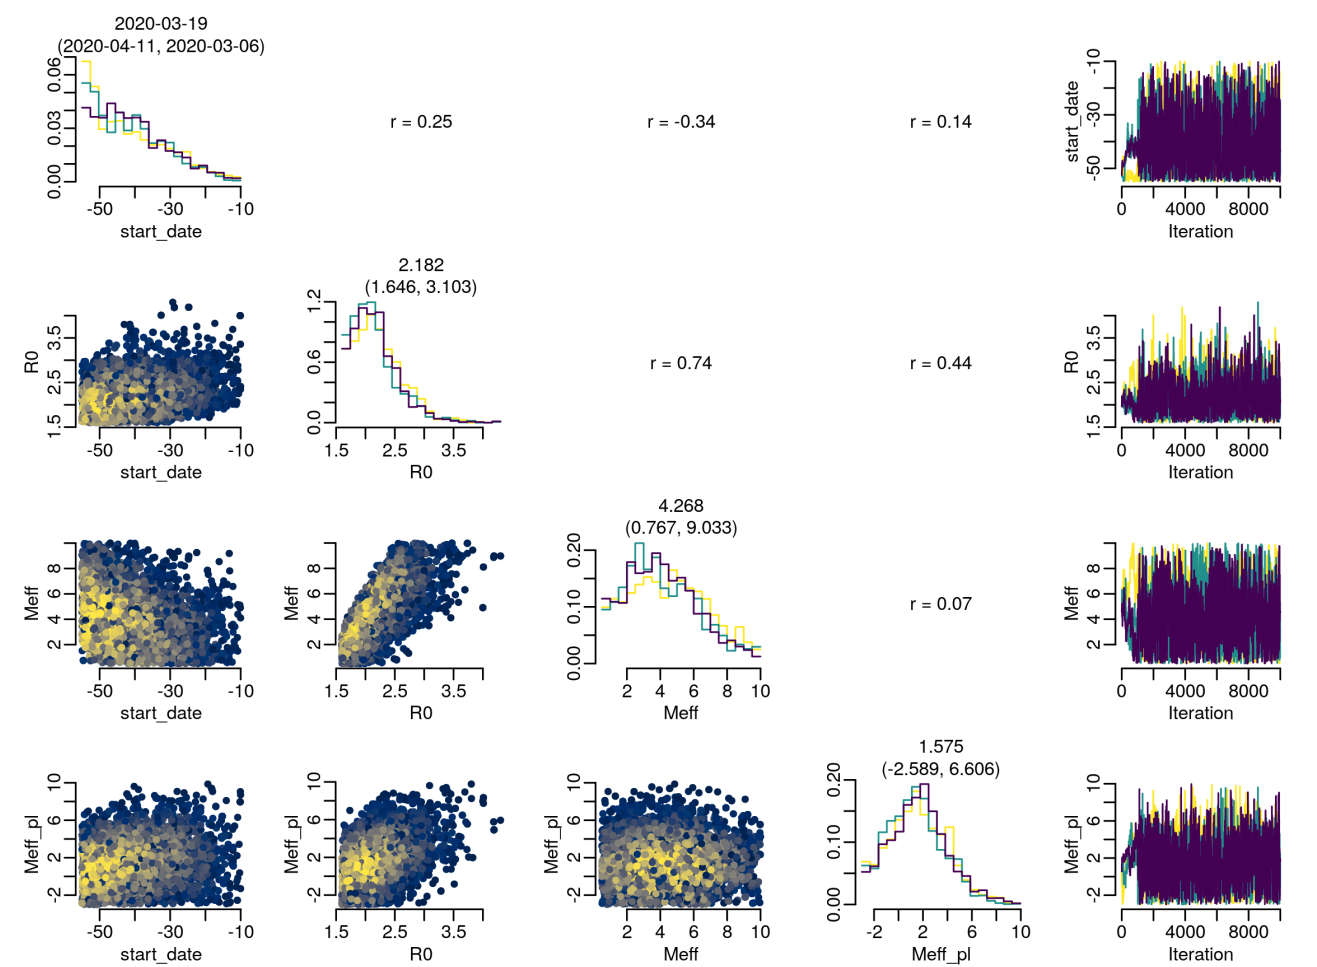 2020-03-19
(2020-04-11, 2020-03-06)
0.00 0.03 0.06
-50 -30 -10
start_date
r = 0.25
r = -0.34
r = 0.14
start_date
-50 -30 -10
0 4000 8000
Iteration
R0
1.5 2.5 3.5
-50 -30 -10
start_date
2.182
(1.646, 3.103)
0.0 0.6 1.2
1.5 2.5 3.5
R0
r = 0.74
r = 0.44
R0
1.5 2.5 3.5
0 4000 8000
Iteration
Meff
2 4 6 8
-50 -30 -10
start_date
Meff
2 4 6 8
1.5 2.5 3.5
R0
4.268
(0.767, 9.033)
0.00 0.10 0.20
2 4 6 8 10
Meff
r = 0.07
Meff
2 4 6 8
0 4000 8000
Iteration
Meff_pl
-2 2 6 10
-50 -30 -10
start_date
Meff_pl
-2 2 6 10
1.5 2.5 3.5
R0
Meff_pl
-2 2 6 10
2 4 6 8 10
Meff
1.575
(-2.589, 6.606)
0.00 0.10 0.20
-2 2 6 10
Meff_pl
Meff_pl
-2 2 6 10
0 4000 8000
Iteration